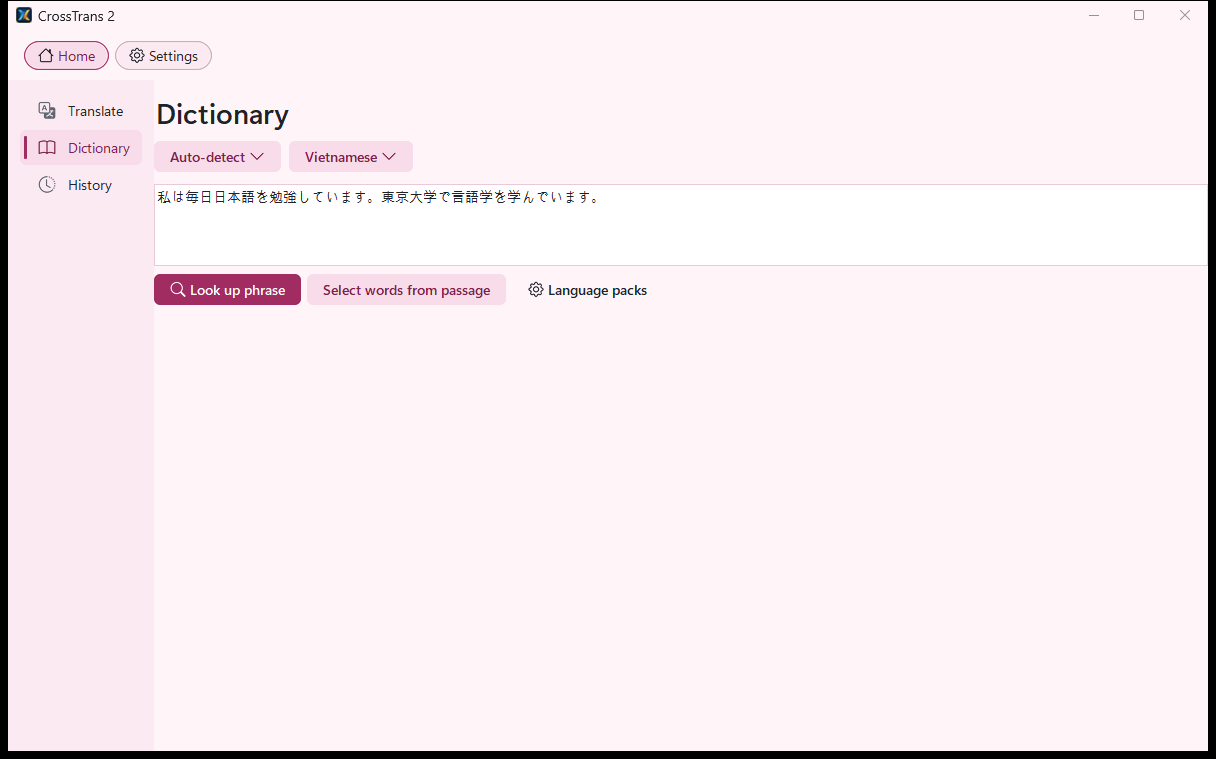 CrossTrans 2
Home
Settings
Translate
Dictionary
History
Dictionary
Auto-detect
Vietnamese
私は毎日日本語を勉強しています。東京大学で言語学を学んでいます。
Look up phrase
Select words from passage
Language packs